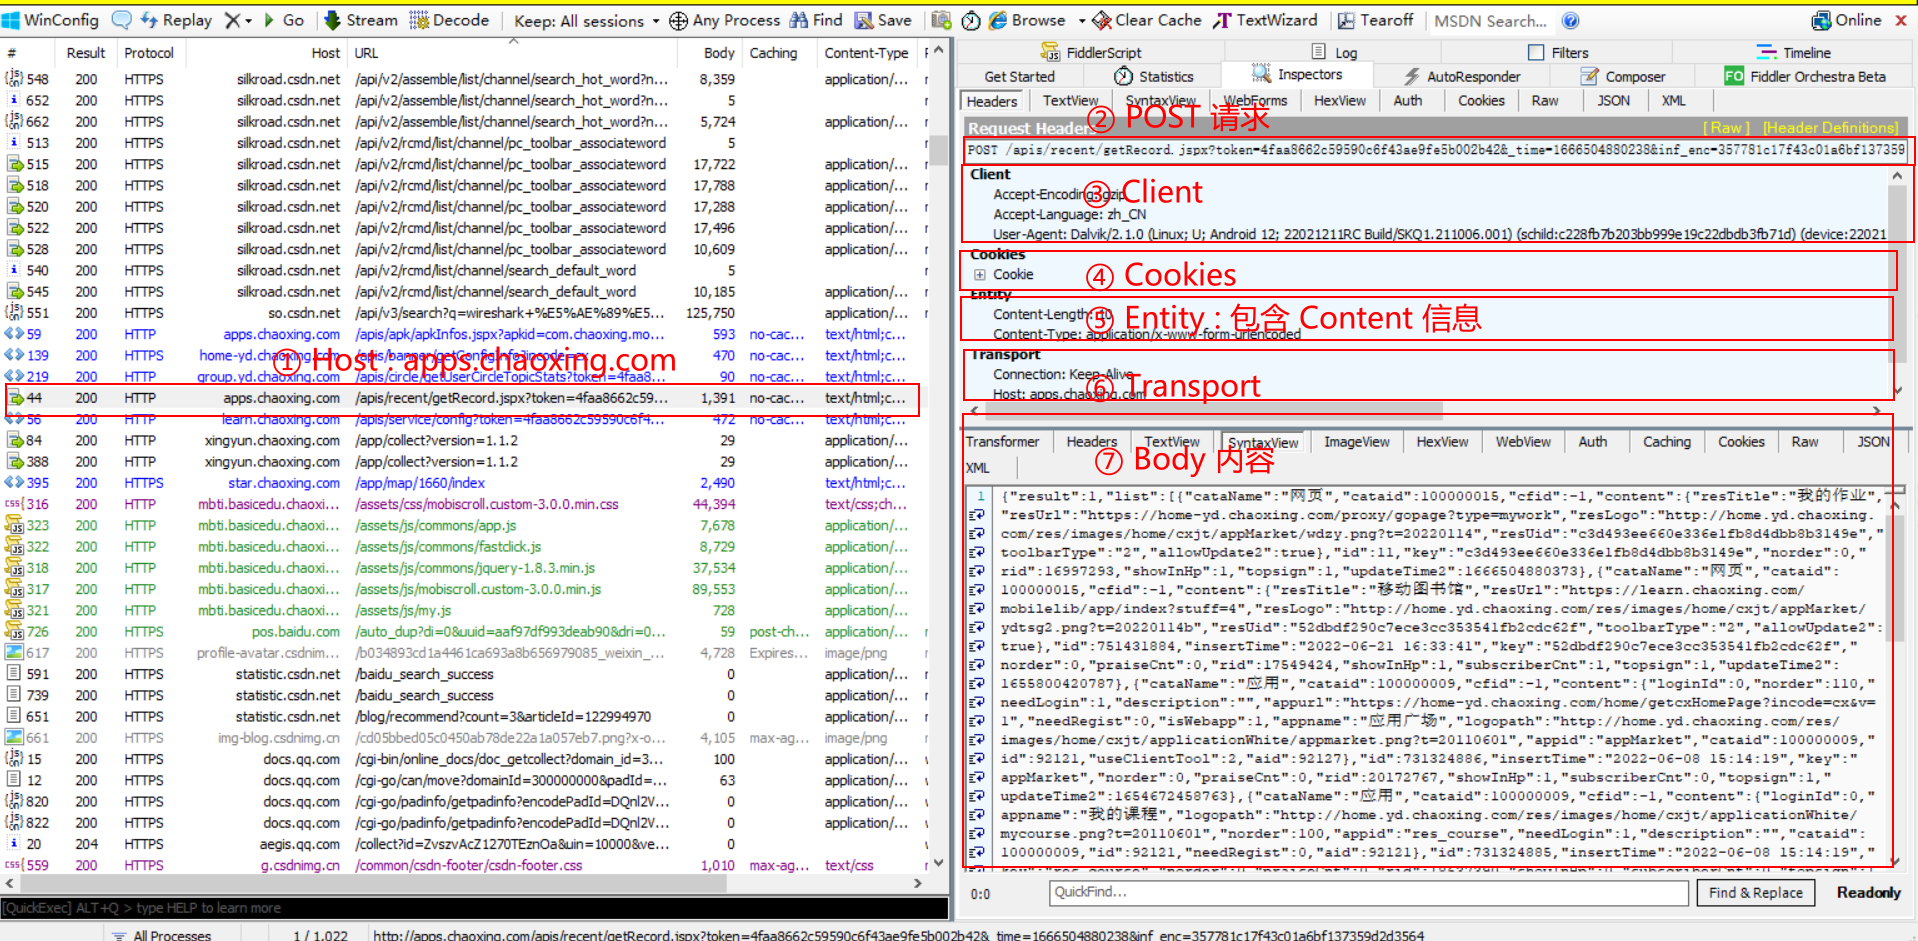 WinConfig Replay X Go Stream Decode Keep: All sessions Any Process Find Save Browse Clear Cache TextWizard Tearoff MSDN Search... Online X
# Result Protocol Host URL Body Caching Content-Type
548 200 HTTPS silkroad.csdn.net /api/v2/assemble/list/channel/search_hot_word?n... 8,359 application/...
652 200 HTTPS silkroad.csdn.net /api/v2/assemble/list/channel/search_hot_word?n... 5
662 200 HTTPS silkroad.csdn.net /api/v2/assemble/list/channel/search_hot_word?n... 5,724 application/...
513 200 HTTPS silkroad.csdn.net /api/v2/rcmd/list/channel/pc_toolbar_associateword 5
515 200 HTTPS silkroad.csdn.net /api/v2/rcmd/list/channel/pc_toolbar_associateword 17,722 application/...
518 200 HTTPS silkroad.csdn.net /api/v2/rcmd/list/channel/pc_toolbar_associateword 17,788 application/...
520 200 HTTPS silkroad.csdn.net /api/v2/rcmd/list/channel/pc_toolbar_associateword 17,288 application/...
522 200 HTTPS silkroad.csdn.net /api/v2/rcmd/list/channel/pc_toolbar_associateword 17,496 application/...
528 200 HTTPS silkroad.csdn.net /api/v2/rcmd/list/channel/pc_toolbar_associateword 10,609 application/...
540 200 HTTPS silkroad.csdn.net /api/v2/rcmd/list/channel/search_default_word 5
545 200 HTTPS silkroad.csdn.net /api/v2/rcmd/list/channel/search_default_word 10,185 application/...
551 200 HTTPS so.csdn.net /api/v3/search?q=wireshark+%E5%AE%89%E5... 125,750 application/...
59 200 HTTP apps.chaoxing.com /apis/apk/apkInfos.jspx?apkid=com.chaoxing.mo... 593 no-cac... text/html;c...
139 200 HTTPS home-yd.chaoxing.com /apis/banner/getConfigInfo?incode=cx 470 no-cac... text/html;c...
① Host : apps.chaoxing.com
219 200 HTTP group.yd.chaoxing.com /apis/circle/getUserCircleTopicStats?token=4faa8... 90 no-cac... text/html;c...
44 200 HTTP apps.chaoxing.com /apis/recent/getRecord.jspx?token=4faa8662c59... 1,391 no-cac... text/html;c...
56 200 HTTP learn.chaoxing.com /apis/service/config?token=4faa8662c59590c6f4... 472 no-cac... text/html;c...
84 200 HTTP xingyun.chaoxing.com /app/collect?version=1.1.2 29 application/...
388 200 HTTP xingyun.chaoxing.com /app/collect?version=1.1.2 29 application/...
395 200 HTTPS star.chaoxing.com /app/map/1660/index 2,490 text/html;c...
316 200 HTTP mbti.basicedu.chaoxi... /assets/css/mobiscroll.custom-3.0.0.min.css 44,394 text/css;ch...
323 200 HTTP mbti.basicedu.chaoxi... /assets/js/commons/app.js 7,678 application/...
322 200 HTTP mbti.basicedu.chaoxi... /assets/js/commons/fastclick.js 8,729 application/...
318 200 HTTP mbti.basicedu.chaoxi... /assets/js/commons/jquery-1.8.3.min.js 37,534 application/...
317 200 HTTP mbti.basicedu.chaoxi... /assets/js/mobiscroll.custom-3.0.0.min.js 89,553 application/...
321 200 HTTP mbti.basicedu.chaoxi... /assets/js/my.js 728 application/...
726 200 HTTPS pos.baidu.com /auto_dup?di=0&uuid=aaf97df993deab90&dri=0... 59 post-ch... application/...
617 200 HTTPS profile-avatar.csdnim... /b034893cd1a4461ca693a8b656979085_weixin_... 4,728 Expires... image/png
591 200 HTTPS statistic.csdn.net /baidu_search_success 0 application/...
739 200 HTTPS statistic.csdn.net /baidu_search_success 0 application/...
651 200 HTTPS statistic.csdn.net /blog/recommend?count=3&articleId=122994970 0 application/...
661 200 HTTPS img-blog.csdnimg.cn /cd05bbed05c0450ab78de22a1a057eb7.png?x-o... 4,105 max-ag... image/png
15 200 HTTPS docs.qq.com /cgi-bin/online_docs/doc_getcollect?domain_id=3... 100 application/...
12 200 HTTPS docs.qq.com /cgi-go/can/move?domainId=300000000&padId=... 63 application/...
820 200 HTTPS docs.qq.com /cgi-go/padinfo/getpadinfo?encodePadId=DQnl2V... 0 application/...
822 200 HTTPS docs.qq.com /cgi-go/padinfo/getpadinfo?encodePadId=DQnl2V... 0 application/...
20 204 HTTPS aegis.qq.com /collect?id=ZvszvAcZ1270TEznOa&uin=10000&ve... 0
559 200 HTTPS g.csdnimg.cn /common/csdn-footer/csdn-footer.css 1,010 max-ag... text/css
[QuickExec] ALT+Q > type HELP to learn more
All Processes 1 / 1,022 http://apps.chaoxing.com/apis/recent/getRecord.jspx?token=4faa8662c59590c6f43ae9fe5b002b42&_time=1666504880238&inf_enc=357781c17f43c01a6bf137359d2d3564
FiddlerScript Log Filters Timeline
Get Started Statistics Inspectors AutoResponder Composer FO Fiddler Orchestra Beta
Headers TextView SyntaxView WebForms HexView Auth Cookies Raw JSON XML
② POST 请求
Request Headers [ Raw ] [Header Definitions]
POST /apis/recent/getRecord.jspx?token=4faa8662c59590c6f43ae9fe5b002b42&_time=1666504880238&inf_enc=357781c17f43c01a6bf137359
Client
③ Client
Accept-Encoding: gzip
Accept-Language: zh_CN
User-Agent: Dalvik/2.1.0 (Linux; U; Android 12; 22021211RC Build/SKQ1.211006.001) (schild:c228fb7b203bb999e19c22dbdb3fb71d) (device:22021
Cookies
Cookie
④ Cookies
Entity
Content-Length: 10
⑤ Entity : 包含 Content 信息
Content-Type: application/x-www-form-urlencoded
Transport
Connection: Keep-Alive
⑥ Transport
Host: apps.chaoxing.com
Transformer Headers TextView SyntaxView ImageView HexView WebView Auth Caching Cookies Raw JSON
XML
⑦ Body 内容
1 {"result":1,"list":[{"cataName":"网页","cataid":100000015,"cfid":-1,"content":{"resTitle":"我的作业",
"resUrl":"https://home-yd.chaoxing.com/proxy/gopage?type=mywork","resLogo":"http://home.yd.chaoxing.
com/res/images/home/cxjt/appMarket/wdzy.png?t=20220114","resUid":"c3d493ee660e336e1fb8d4dbb8b3149e","
toolbarType":"2","allowUpdate2":true},"id":11,"key":"c3d493ee660e336e1fb8d4dbb8b3149e","norder":0,"
rid":16997293,"showInHp":1,"topsign":1,"updateTime2":1666504880373},{"cataName":"网页","cataid":
100000015,"cfid":-1,"content":{"resTitle":"移动图书馆","resUrl":"https://learn.chaoxing.com/
mobilelib/app/index?stuff=4","resLogo":"http://home.yd.chaoxing.com/res/images/home/cxjt/appMarket/
ydtsg2.png?t=20220114b","resUid":"52dbdf290c7ece3cc353541fb2cdc62f","toolbarType":"2","allowUpdate2":
true},"id":751431884,"insertTime":"2022-06-21 16:33:41","key":"52dbdf290c7ece3cc353541fb2cdc62f","
norder":0,"praiseCnt":0,"rid":17549424,"showInHp":1,"subscriberCnt":1,"topsign":1,"updateTime2":
1655800420787},{"cataName":"应用","cataid":100000009,"cfid":-1,"content":{"loginId":0,"norder":110,"
needLogin":1,"description":"","appurl":"https://home-yd.chaoxing.com/home/getcxHomePage?incode=cx&v=
1","needRegist":0,"isWebapp":1,"appname":"应用广场","logopath":"http://home.yd.chaoxing.com/res/
images/home/cxjt/applicationWhite/appmarket.png?t=20110601","appid":"appMarket","cataid":100000009,"
id":92121,"useClientTool":2,"aid":92127},"id":731324886,"insertTime":"2022-06-08 15:14:19","key":"
appMarket","norder":0,"praiseCnt":0,"rid":20172767,"showInHp":1,"subscriberCnt":0,"topsign":1,"
updateTime2":1654672458763},{"cataName":"应用","cataid":100000009,"cfid":-1,"content":{"loginId":0,"
appname":"我的课程","logopath":"http://home.yd.chaoxing.com/res/images/home/cxjt/applicationWhite/
mycourse.png?t=20110601","norder":100,"appid":"res_course","needLogin":1,"description":"","cataid":
100000009,"id":92121,"needRegist":0,"aid":92121},"id":731324885,"insertTime":"2022-06-08 15:14:19","
0:0 QuickFind... Find & Replace Readonly